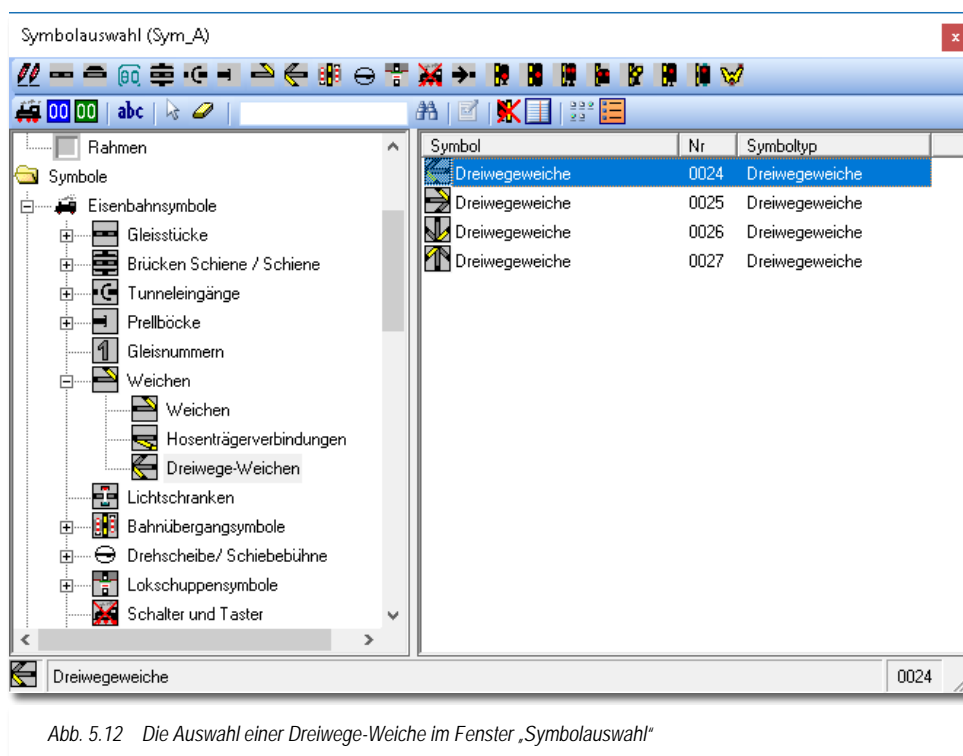 Symbolauswahl (Sym_A)
x
00 00 abc
Rahmen
Symbole
Eisenbahnsymbole
Gleisstücke
Brücken Schiene / Schiene
Tunneleingänge
Prellböcke
Gleisnummern
Weichen
Weichen
Hosenträgerverbindungen
Dreiwege-Weichen
Lichtschranken
Bahnübergangsymbole
Drehscheibe/ Schiebebühne
Lokschuppensymbole
Schalter und Taster
Symbol Nr Symboltyp
Dreiwegeweiche 0024 Dreiwegeweiche
Dreiwegeweiche 0025 Dreiwegeweiche
Dreiwegeweiche 0026 Dreiwegeweiche
Dreiwegeweiche 0027 Dreiwegeweiche
Dreiwegeweiche 0024
Abb. 5.12 Die Auswahl einer Dreiwege-Weiche im Fenster „Symbolauswahl“